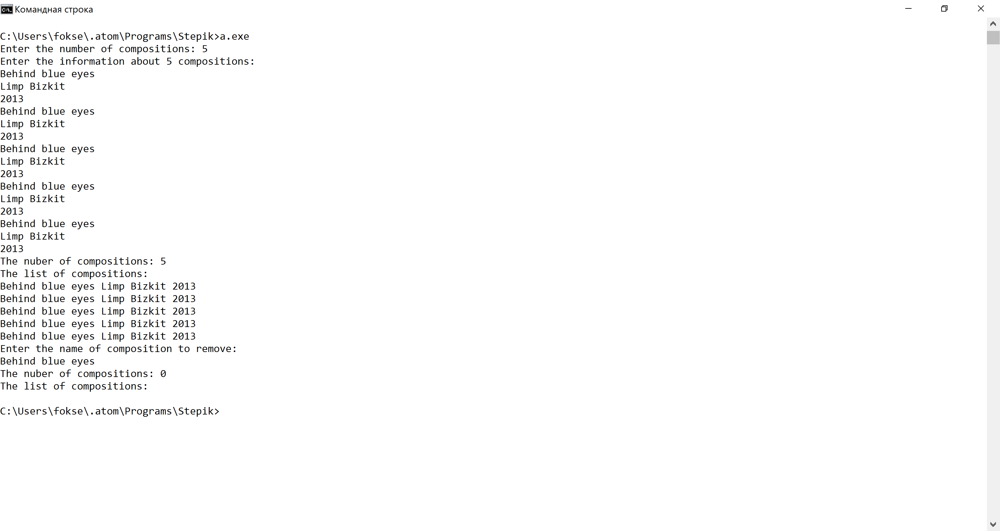 Командная строка
C:\Users\fokse\.atom\Programs\Stepik>a.exe
Enter the number of compositions: 5
Enter the information about 5 compositions:
Behind blue eyes
Limp Bizkit
2013
Behind blue eyes
Limp Bizkit
2013
Behind blue eyes
Limp Bizkit
2013
Behind blue eyes
Limp Bizkit
2013
Behind blue eyes
Limp Bizkit
2013
The nuber of compositions: 5
The list of compositions:
Behind blue eyes Limp Bizkit 2013
Behind blue eyes Limp Bizkit 2013
Behind blue eyes Limp Bizkit 2013
Behind blue eyes Limp Bizkit 2013
Behind blue eyes Limp Bizkit 2013
Enter the name of composition to remove:
Behind blue eyes
The nuber of compositions: 0
The list of compositions:
C:\Users\fokse\.atom\Programs\Stepik>